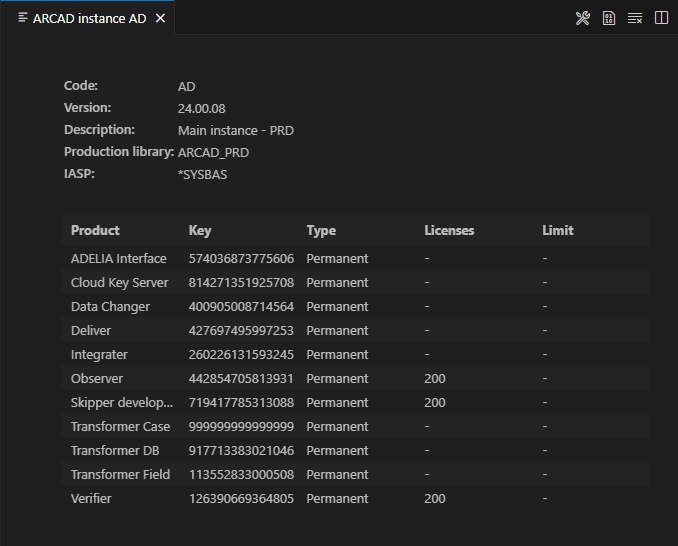 ARCAD instance AD
Code: AD
Version: 24.00.08
Description: Main instance - PRD
Production library: ARCAD_PRD
IASP: *SYSBAS
Product Key Type Licenses Limit
ADELIA Interface 574036873775606 Permanent - -
Cloud Key Server 814271351925708 Permanent - -
Data Changer 400905008714564 Permanent - -
Deliver 427697495997253 Permanent - -
Integrater 260226131593245 Permanent - -
Observer 442854705813931 Permanent 200 -
Skipper develop... 719417785313088 Permanent 200 -
Transformer Case 999999999999999 Permanent - -
Transformer DB 917713383021046 Permanent - -
Transformer Field 113552833000508 Permanent - -
Verifier 126390669364805 Permanent 200 -